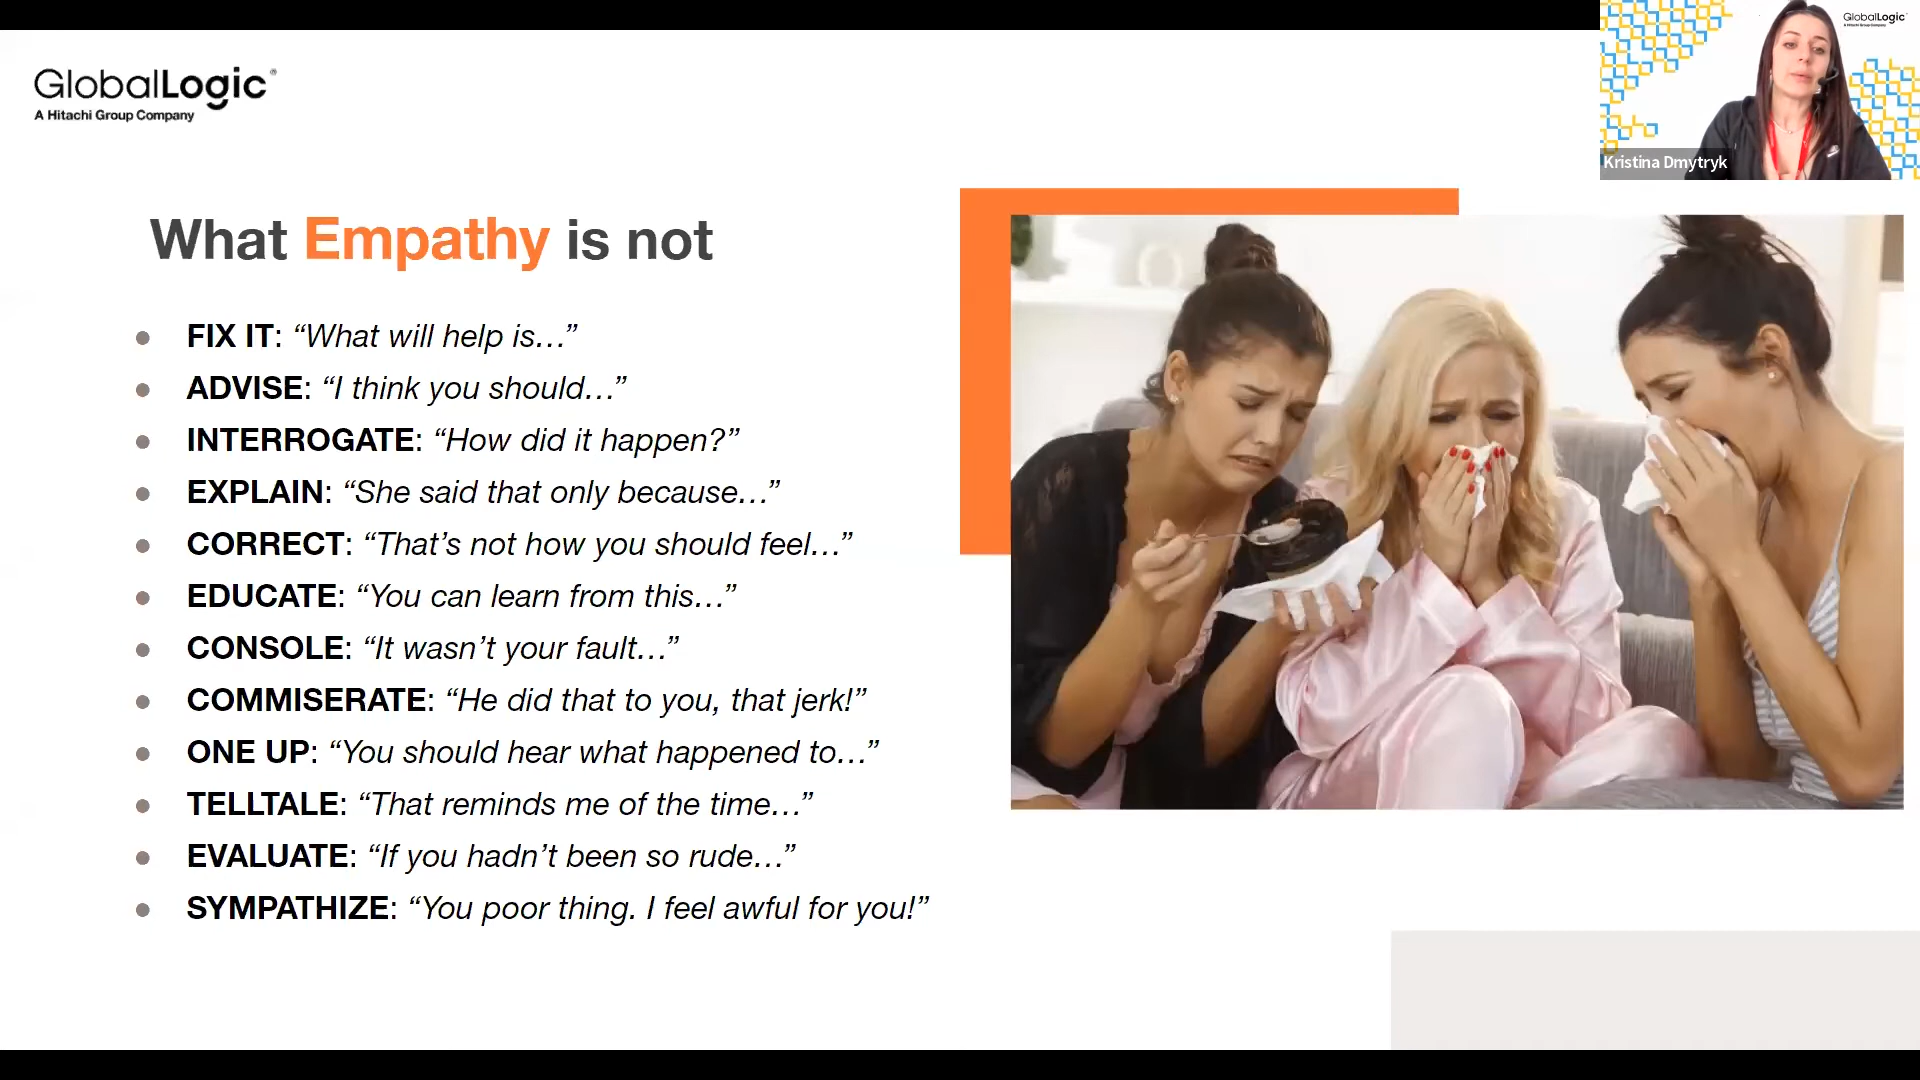 GlobalLogic®
A Hitachi Group Company
GlobalLogic
A Hitachi Group Company
Kristina Dmytryk
What Empathy is not
● FIX IT: “What will help is…”
● ADVISE: “I think you should…”
● INTERROGATE: “How did it happen?”
● EXPLAIN: “She said that only because…”
● CORRECT: “That’s not how you should feel…”
● EDUCATE: “You can learn from this…”
● CONSOLE: “It wasn’t your fault…”
● COMMISERATE: “He did that to you, that jerk!”
● ONE UP: “You should hear what happened to…”
● TELLTALE: “That reminds me of the time…”
● EVALUATE: “If you hadn’t been so rude…”
● SYMPATHIZE: “You poor thing. I feel awful for you!”